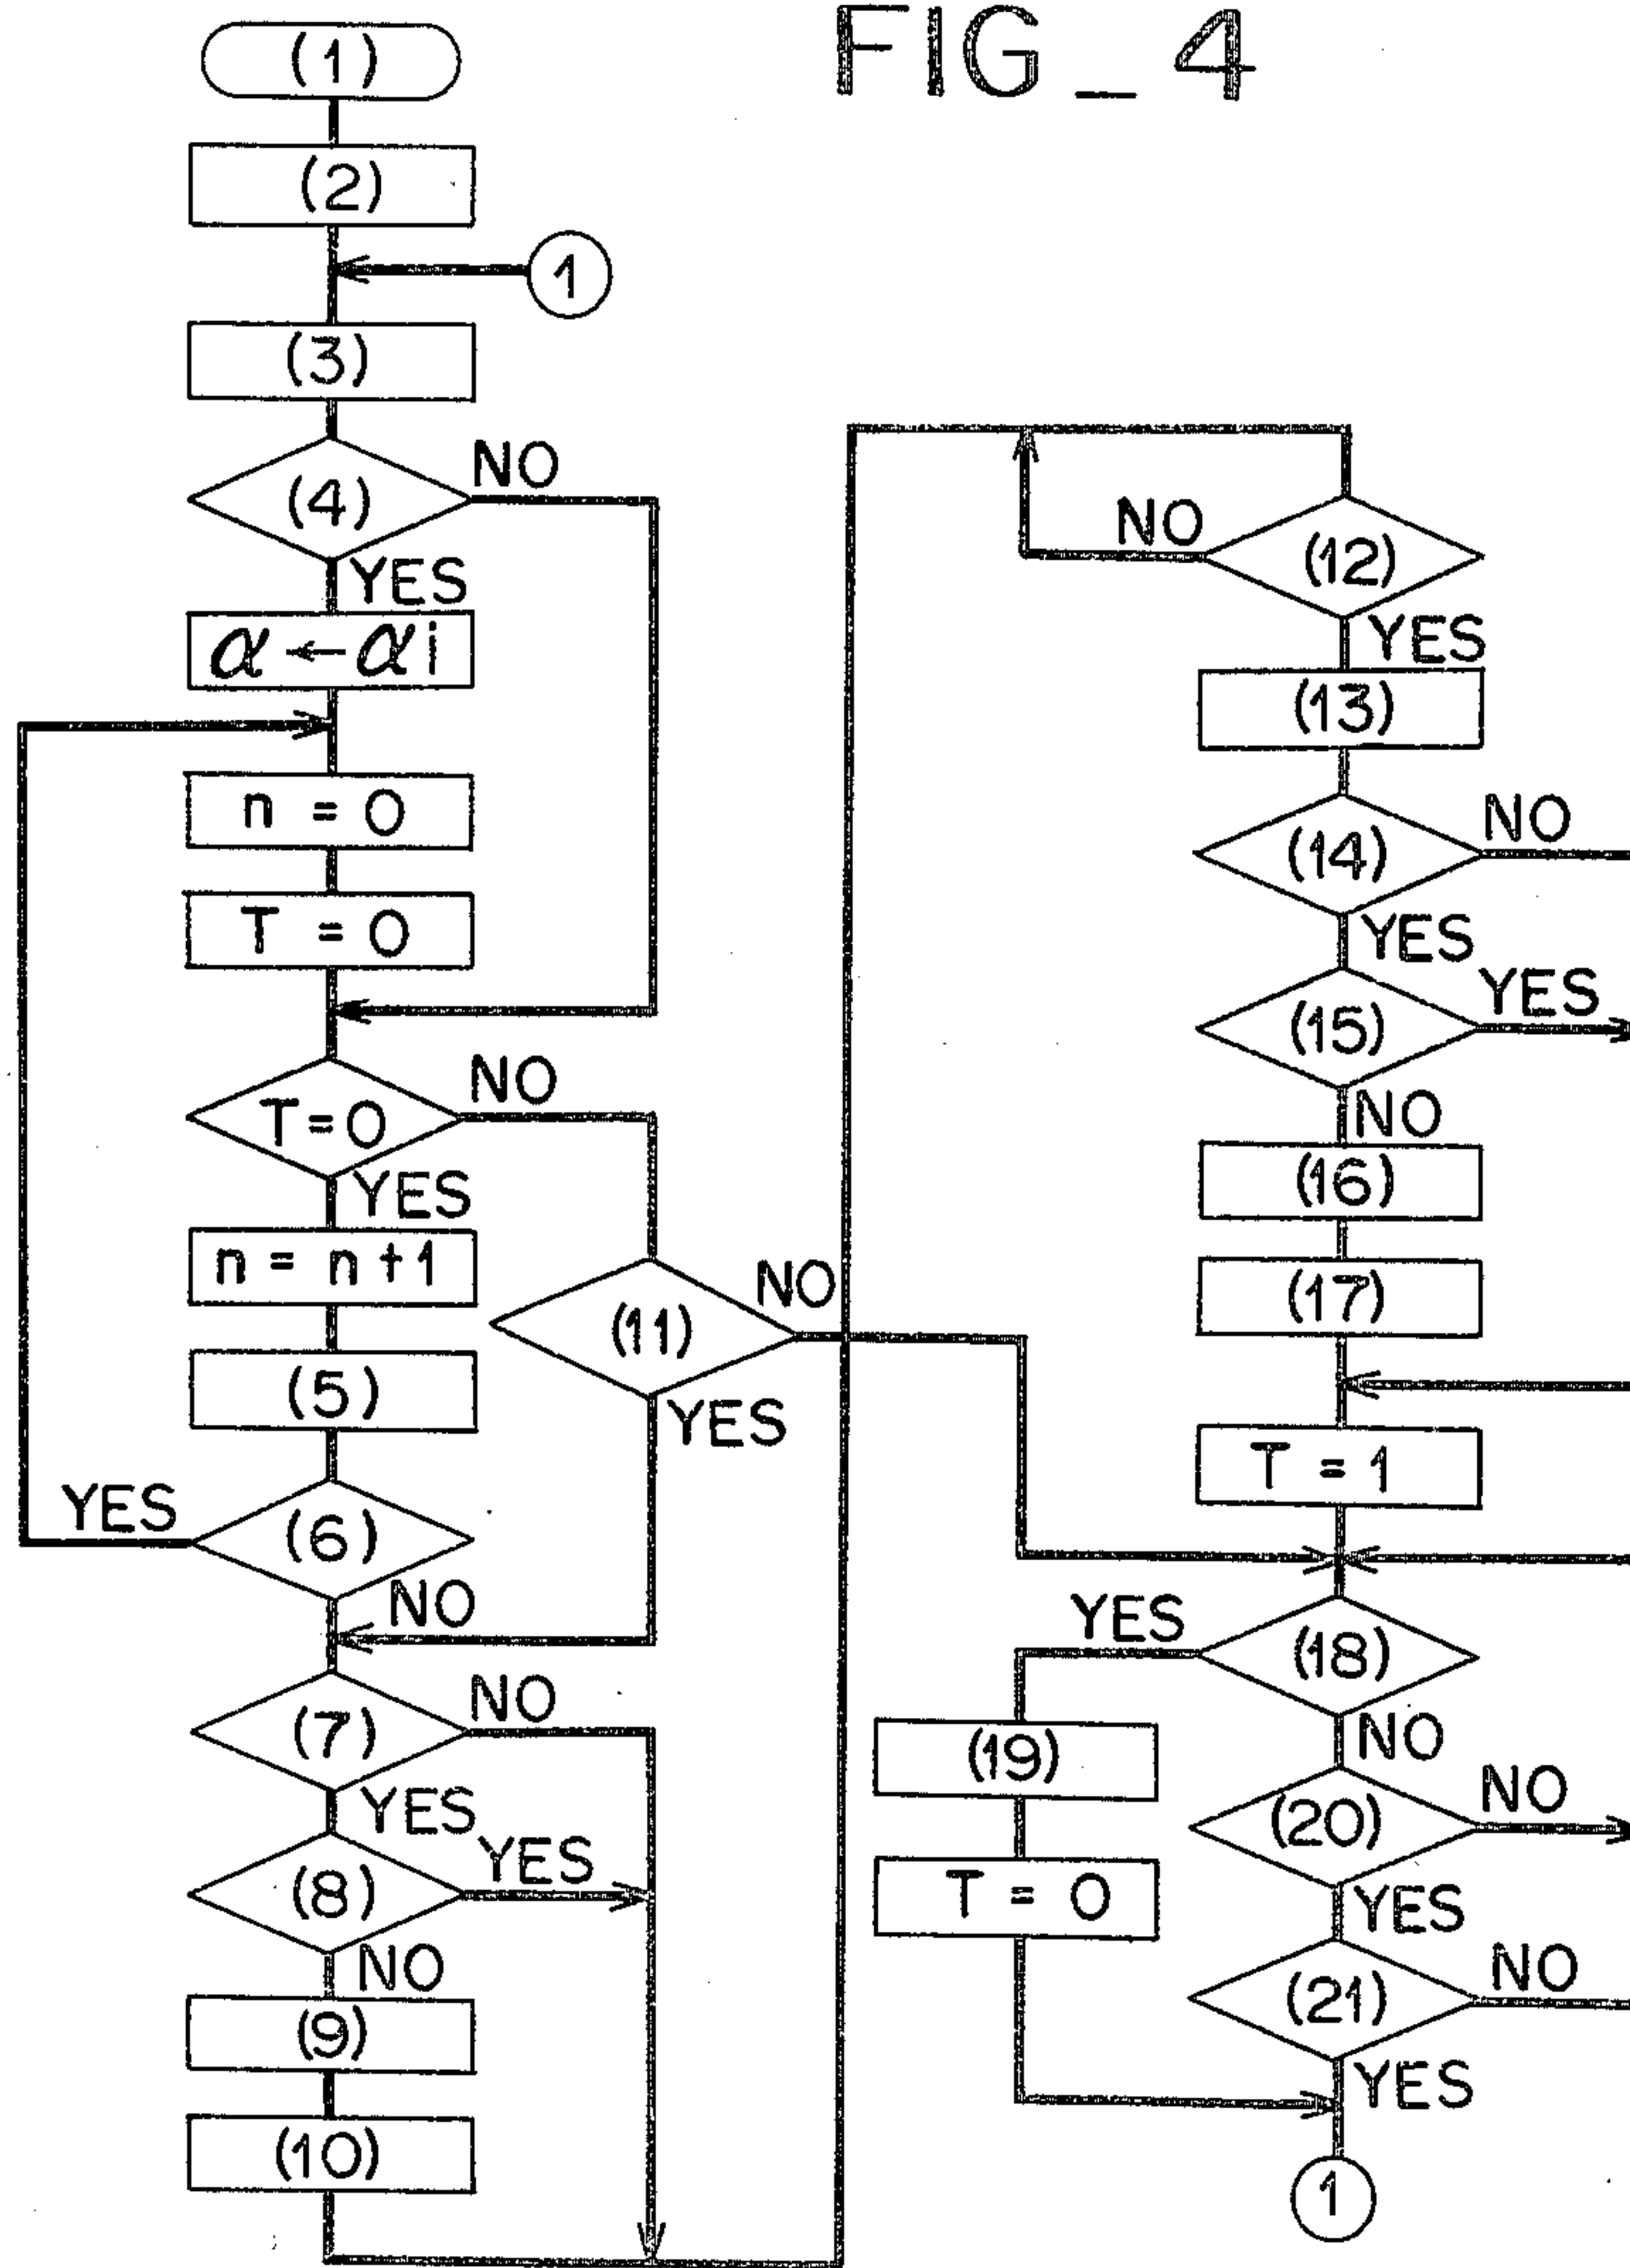 FIG_4
(1)
(2)
1
(3)
(4)
NO
YES
α ← αi
n = 0
T = 0
T=0
NO
YES
n = n+1
(5)
(11)
NO
YES
(6)
YES
NO
(7)
NO
YES
(8)
YES
NO
(9)
(10)
(12)
NO
YES
(13)
(14)
NO
YES
(15)
YES
NO
(16)
(17)
T = 1
(18)
YES
NO
(19)
T = 0
(20)
NO
YES
(21)
NO
YES
1